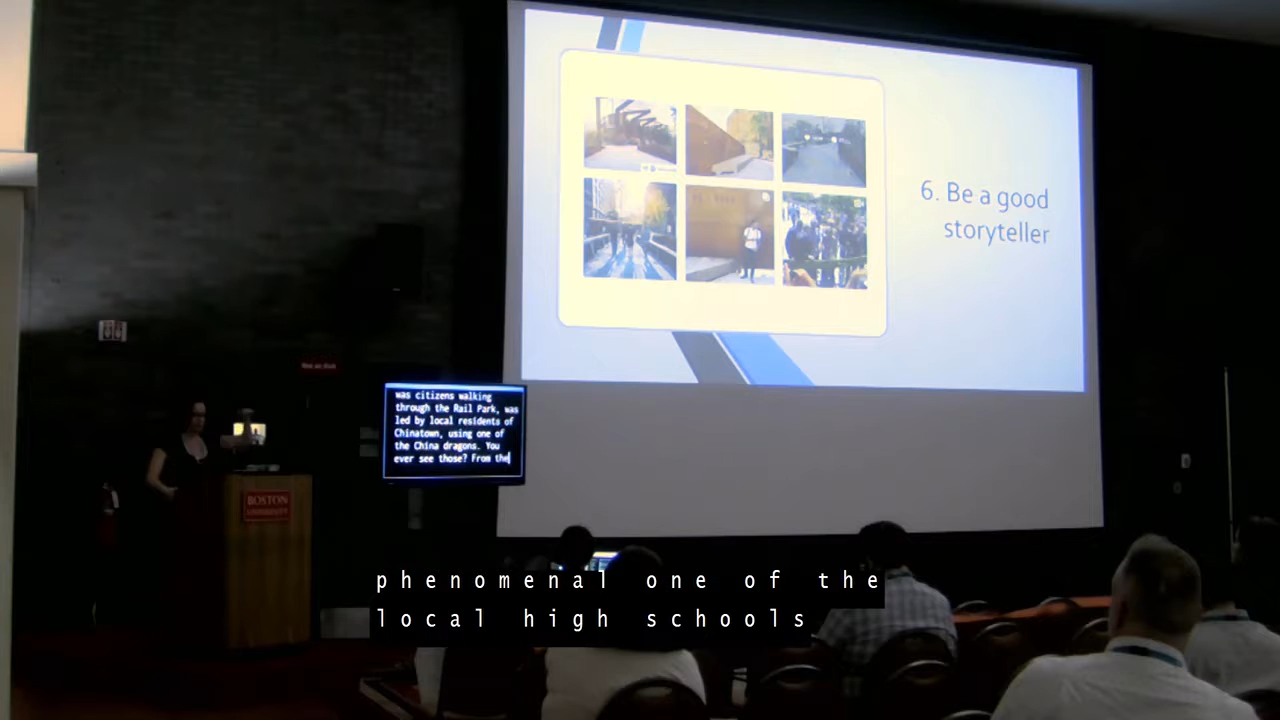 6. Be a good
storyteller
was citizens walking
through the Rail Park, was
led by local residents of
Chinatown, using one of
the China dragons. You
ever see those? From the
BOSTON
UNIVERSITY
phenomenal one of the
local high schools